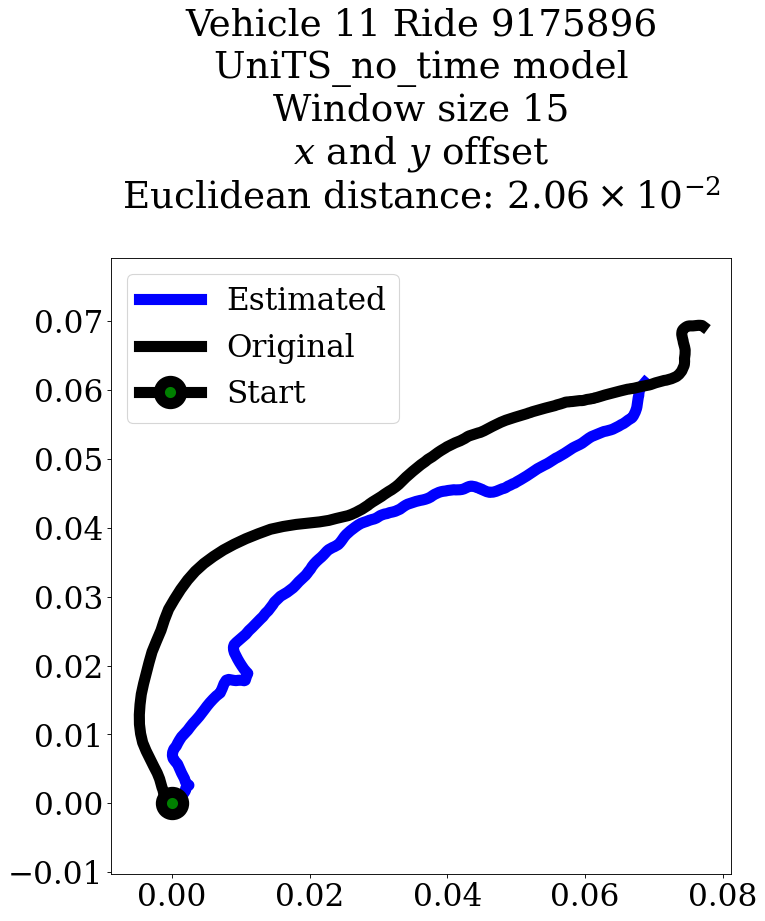 Vehicle 11 Ride 9175896
UniTS_no_time model
Window size 15
x and y offset
Euclidean distance: 2.06 × 10⁻²
Estimated
Original
Start
0.07
0.06
0.05
0.04
0.03
0.02
0.01
0.00
−0.01
0.00 0.02 0.04 0.06 0.08